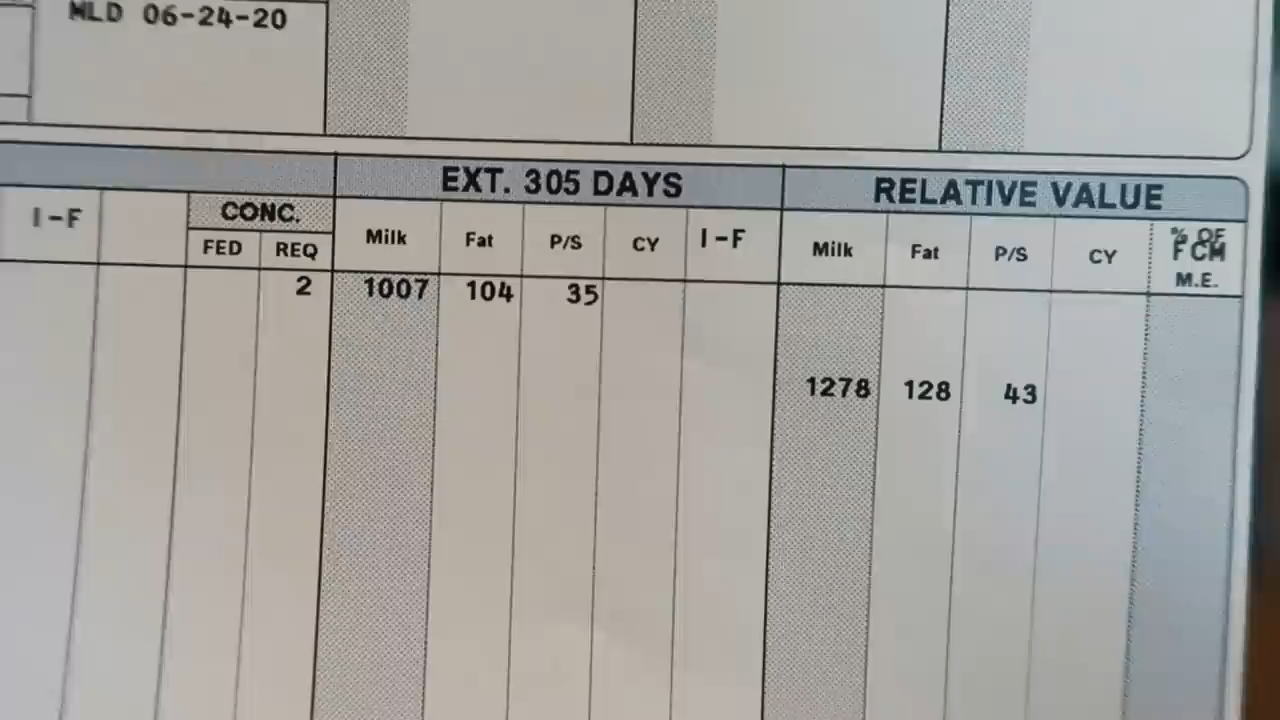 MLD 06-24-20
EXT. 305 DAYS RELATIVE VALUE
I-F CONC. Milk Fat P/S CY I-F Milk Fat P/S CY % OF FCM M.E.
FED REQ
2 1007 104 35
1278 128 43